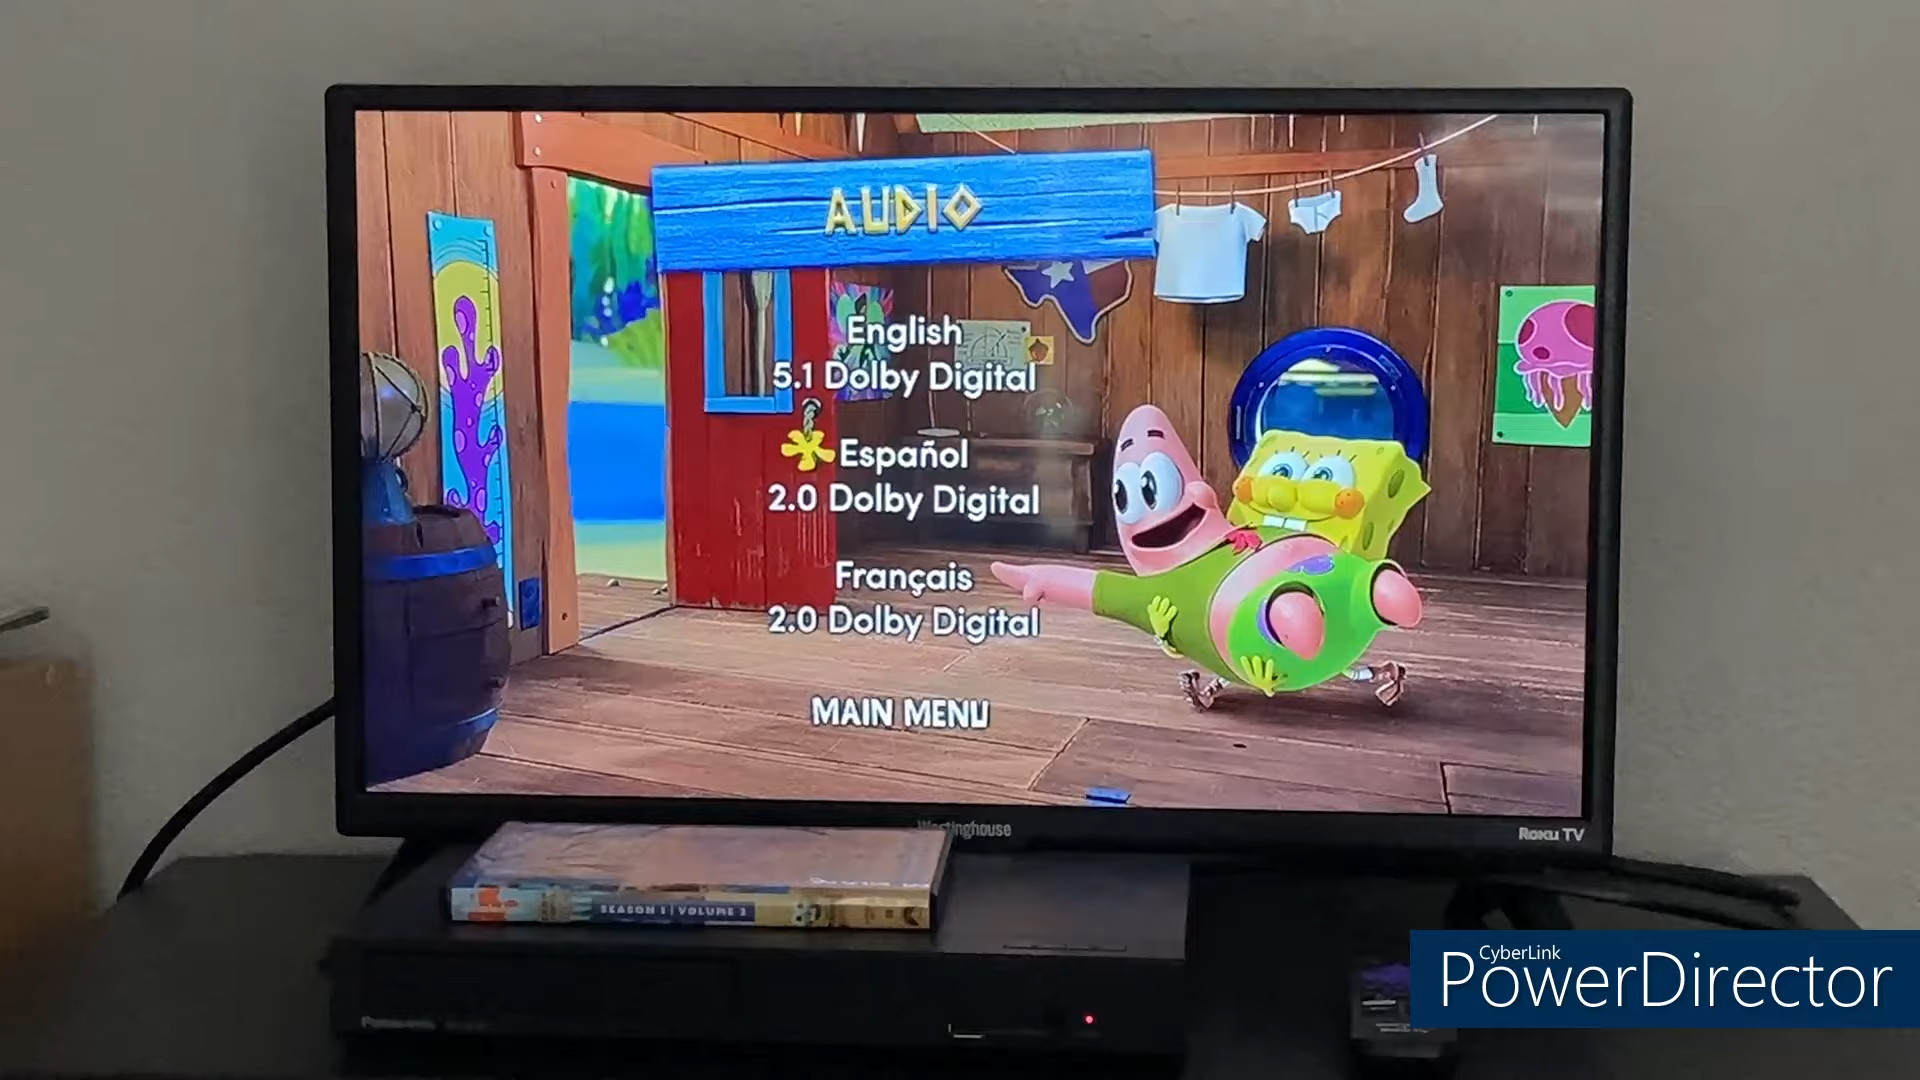 AUDIO
English
5.1 Dolby Digital
Español
2.0 Dolby Digital
Français
2.0 Dolby Digital
MAIN MENU
Westinghouse
Roku TV
SEASON 1 | VOLUME 2
CyberLink
PowerDirector
Panasonic